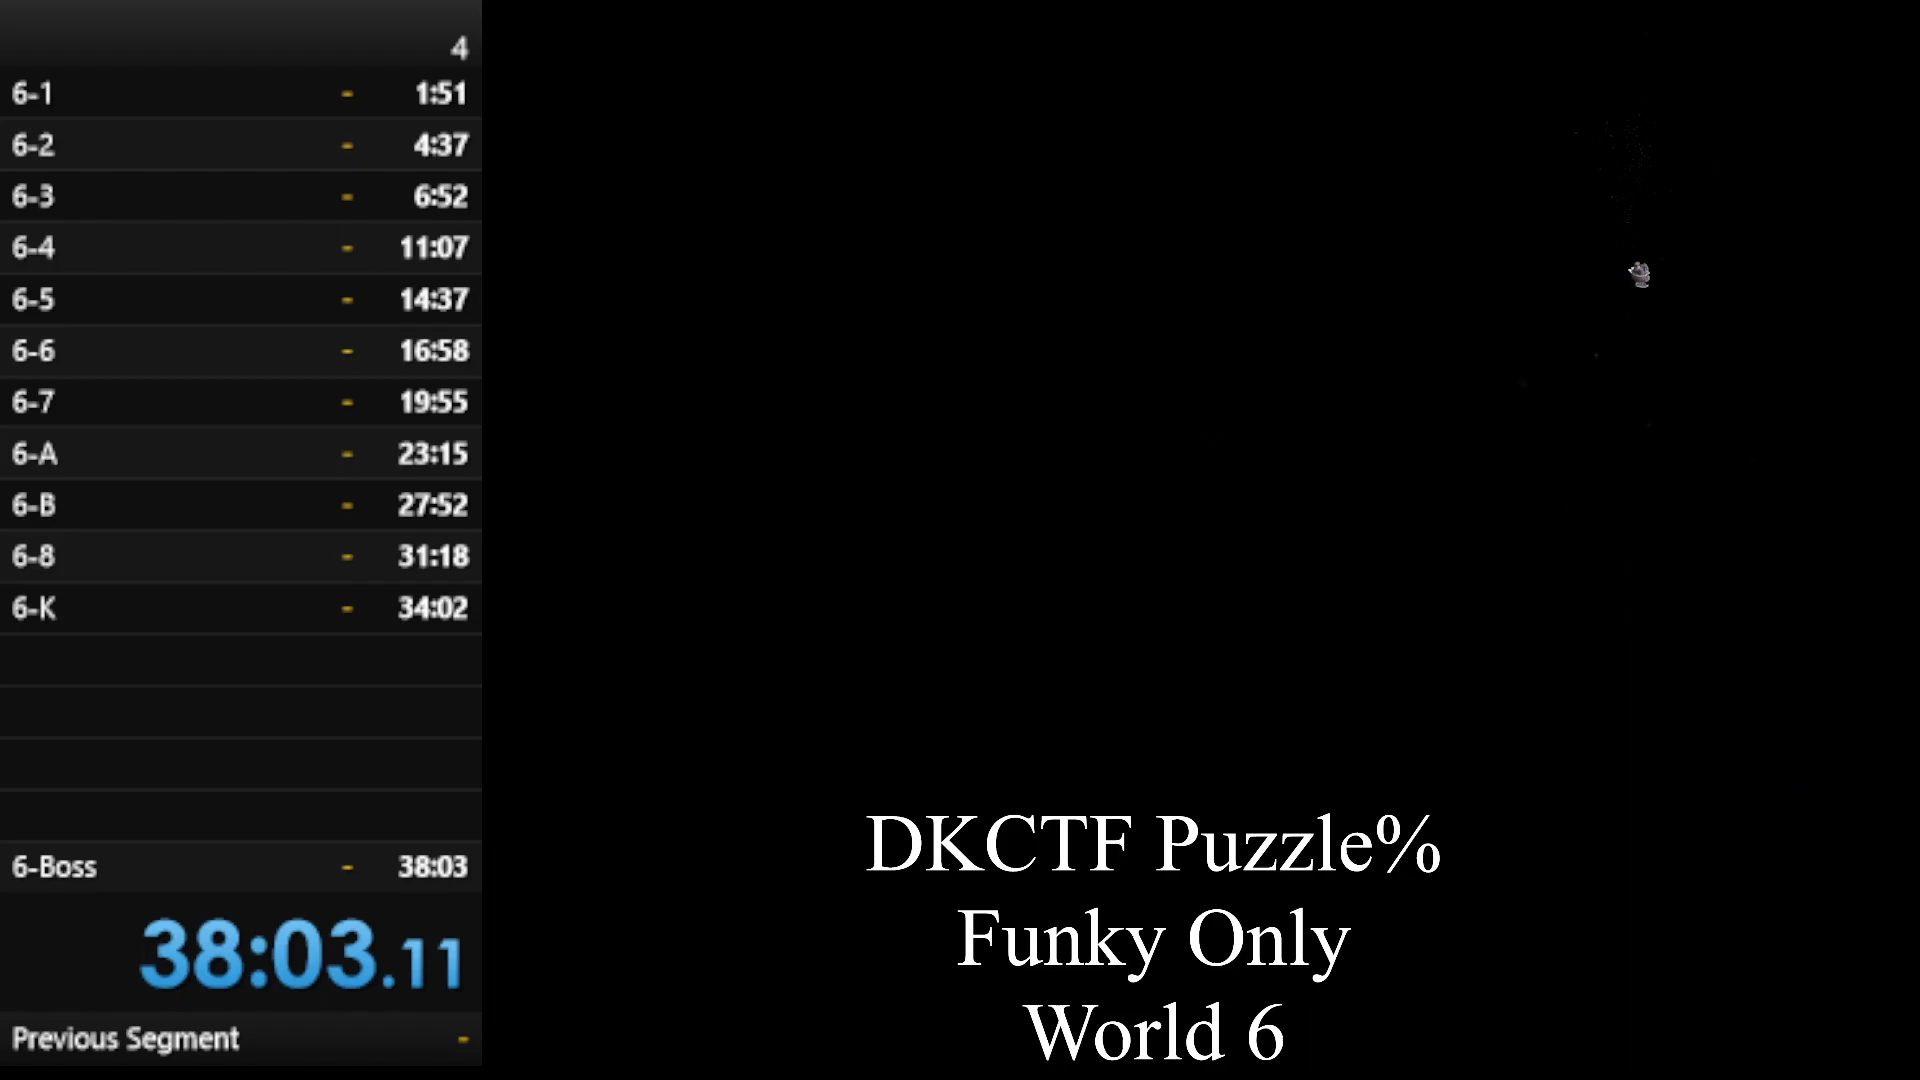 4
6-1 - 1:51
6-2 - 4:37
6-3 - 6:52
6-4 - 11:07
6-5 - 14:37
6-6 - 16:58
6-7 - 19:55
6-A - 23:15
6-B - 27:52
6-8 - 31:18
6-K - 34:02
6-Boss - 38:03
38:03.11
Previous Segment -
DKCTF Puzzle%
Funky Only
World 6